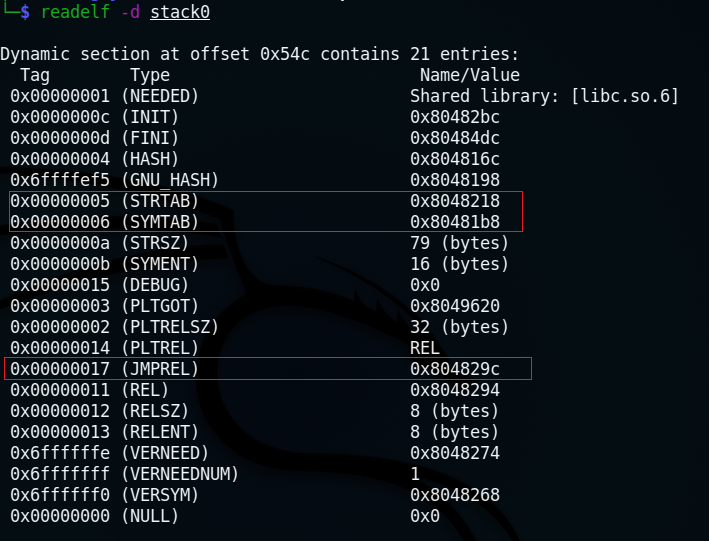 └─$ readelf -d stack0
Dynamic section at offset 0x54c contains 21 entries:
  Tag        Type                         Name/Value
 0x00000001 (NEEDED)                     Shared library: [libc.so.6]
 0x0000000c (INIT)                       0x80482bc
 0x0000000d (FINI)                       0x80484dc
 0x00000004 (HASH)                       0x804816c
 0x6ffffef5 (GNU_HASH)                   0x8048198
 0x00000005 (STRTAB)                     0x8048218
 0x00000006 (SYMTAB)                     0x80481b8
 0x0000000a (STRSZ)                      79 (bytes)
 0x0000000b (SYMENT)                     16 (bytes)
 0x00000015 (DEBUG)                      0x0
 0x00000003 (PLTGOT)                     0x8049620
 0x00000002 (PLTRELSZ)                   32 (bytes)
 0x00000014 (PLTREL)                     REL
 0x00000017 (JMPREL)                     0x804829c
 0x00000011 (REL)                        0x8048294
 0x00000012 (RELSZ)                      8 (bytes)
 0x00000013 (RELENT)                     8 (bytes)
 0x6ffffffe (VERNEED)                    0x8048274
 0x6fffffff (VERNEEDNUM)                 1
 0x6ffffff0 (VERSYM)                     0x8048268
 0x00000000 (NULL)                       0x0